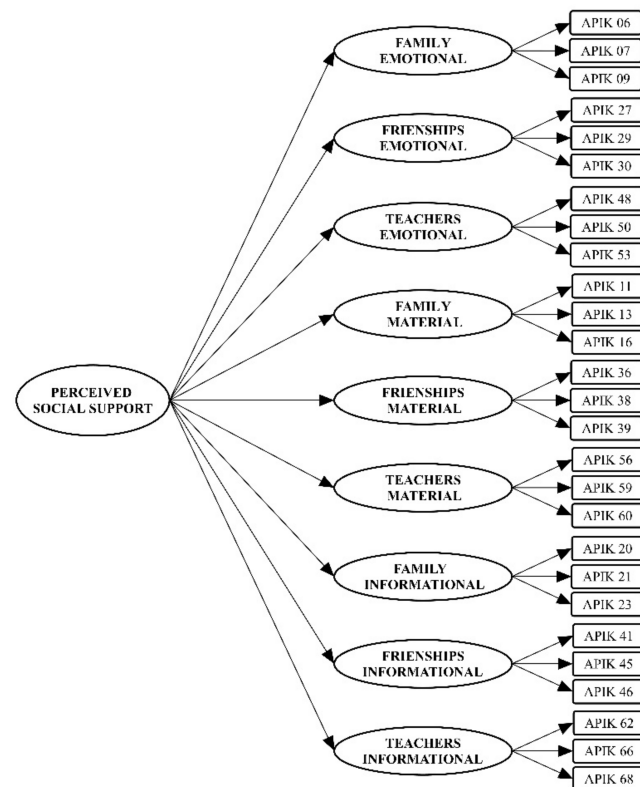 PERCEIVED
SOCIAL SUPPORT
FAMILY
EMOTIONAL
APIK 06
APIK 07
APIK 09
FRIENSHIPS
EMOTIONAL
APIK 27
APIK 29
APIK 30
TEACHERS
EMOTIONAL
APIK 48
APIK 50
APIK 53
FAMILY
MATERIAL
APIK 11
APIK 13
APIK 16
FRIENSHIPS
MATERIAL
APIK 36
APIK 38
APIK 39
TEACHERS
MATERIAL
APIK 56
APIK 59
APIK 60
FAMILY
INFORMATIONAL
APIK 20
APIK 21
APIK 23
FRIENSHIPS
INFORMATIONAL
APIK 41
APIK 45
APIK 46
TEACHERS
INFORMATIONAL
APIK 62
APIK 66
APIK 68